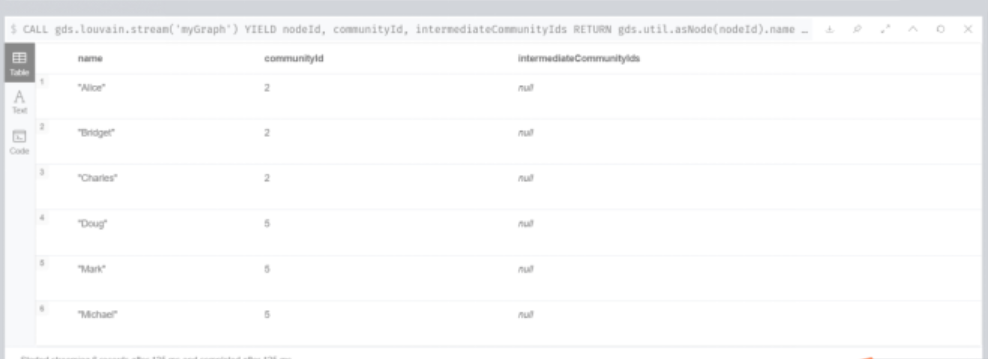 $ CALL gds.louvain.stream('myGraph') YIELD nodeId, communityId, intermediateCommunityIds RETURN gds.util.asNode(nodeId).name …
Table
A
Text
Code
name communityId intermediateCommunityIds
1 "Alice" 2 null
2 "Bridget" 2 null
3 "Charles" 2 null
4 "Doug" 5 null
5 "Mark" 5 null
6 "Michael" 5 null